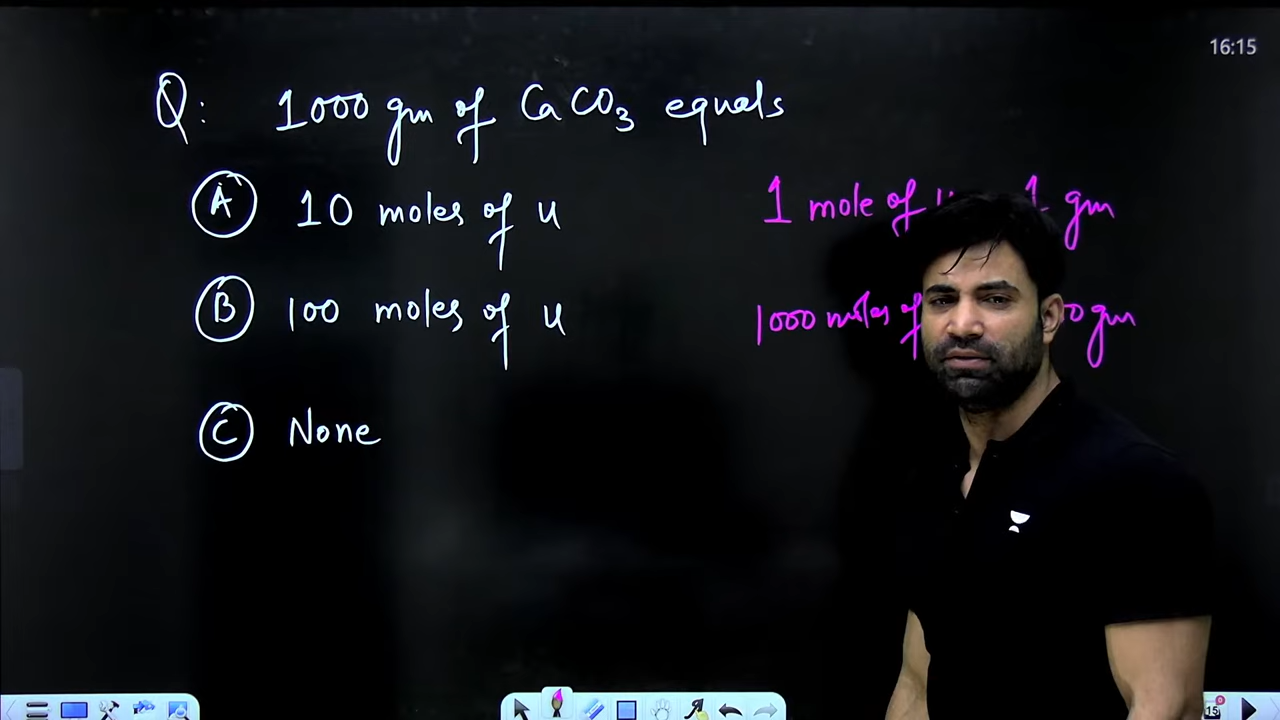 16:15
Q: 1000 gm of CaCO3 equals
A 10 moles of u
1 mole of 1 gm
B 100 moles of u
1000 moles of gm
C None